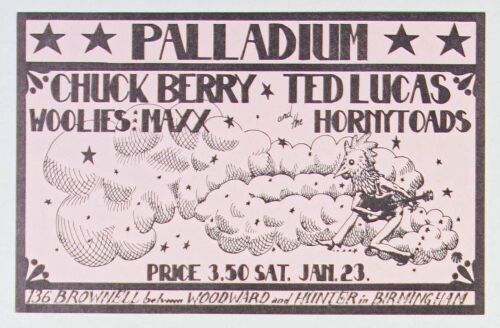 PALLADIUM
CHUCK BERRY ★ TED LUCAS
WOOLIES: MAXX and the HORNYTOADS
PRICE 3.50 SAT. JAN. 23.
136 BROWNELL between WOODWARD and HUNTER in BIRMINGHAM